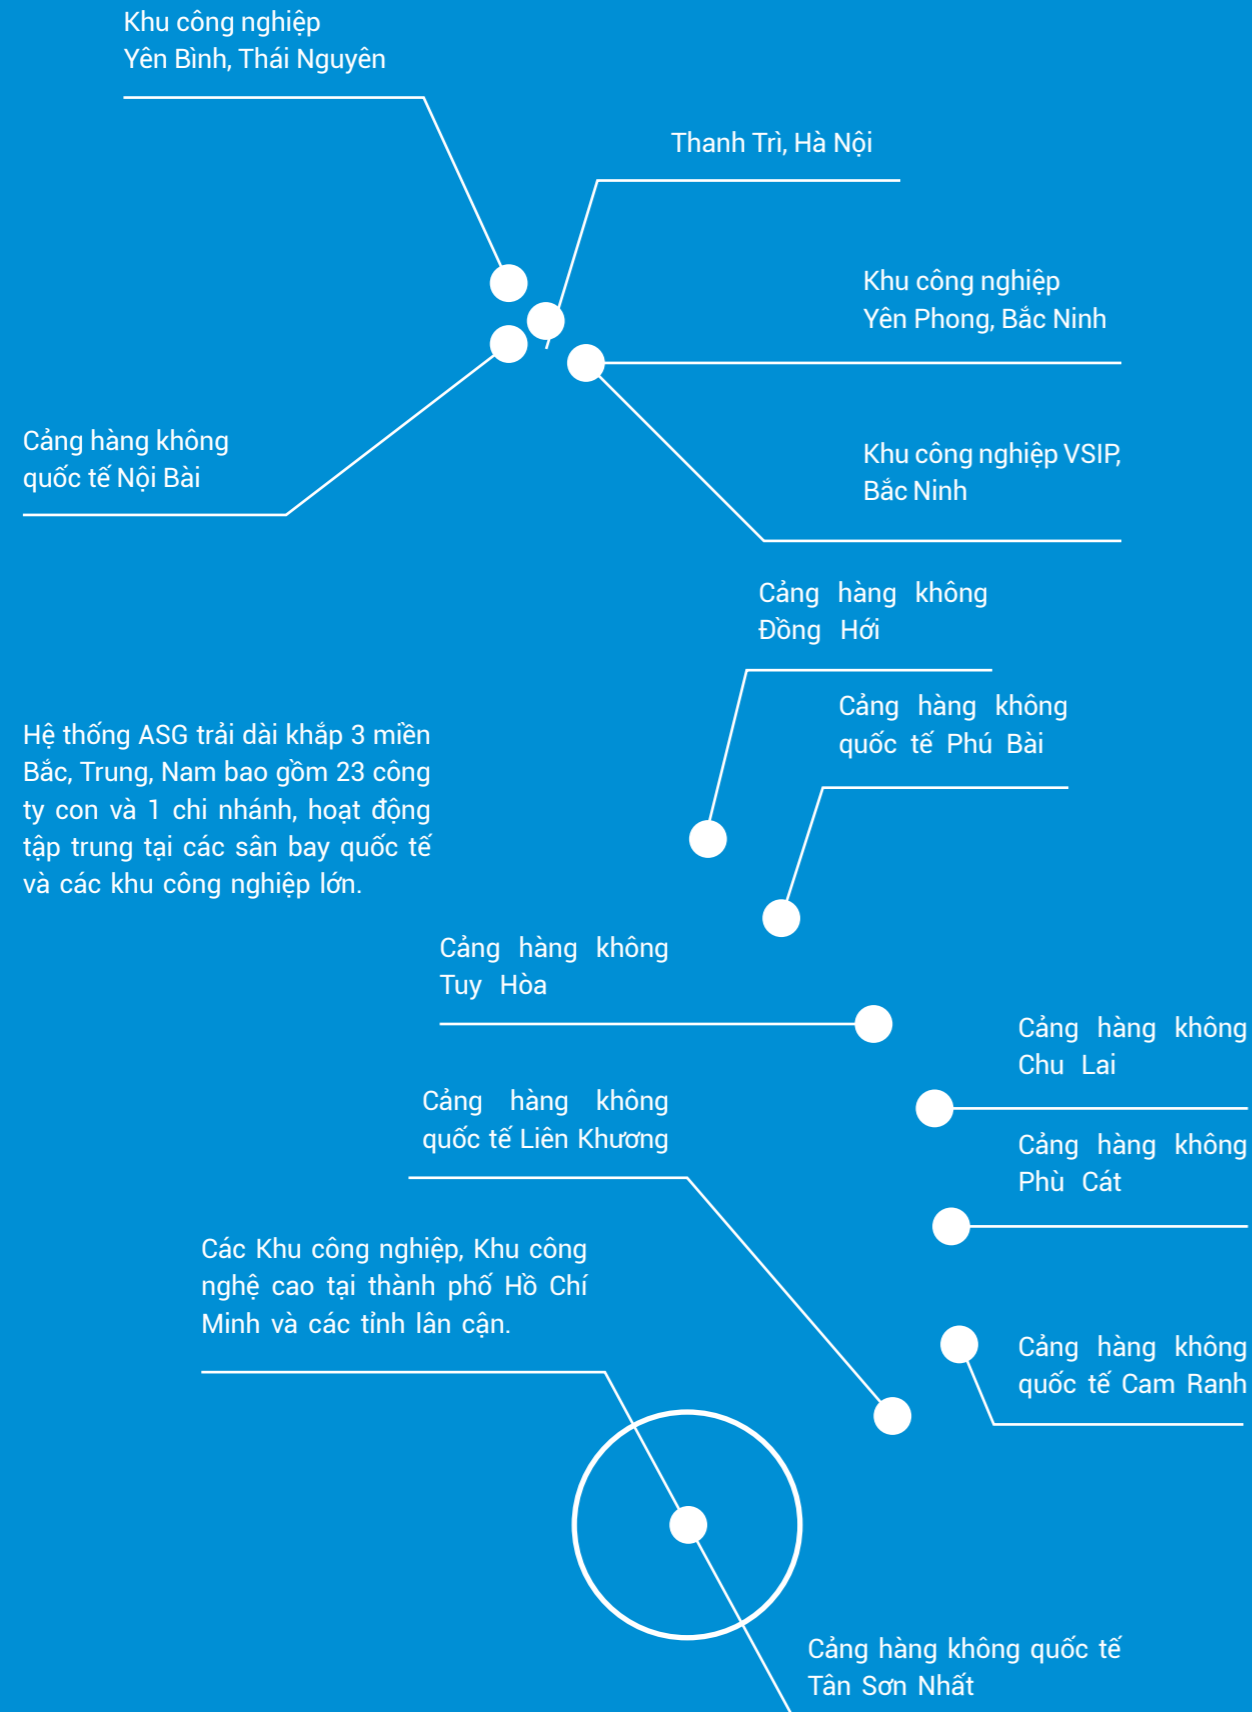 Khu công nghiệp
Yên Bình, Thái Nguyên
Thanh Trì, Hà Nội
Khu công nghiệp
Yên Phong, Bắc Ninh
Cảng hàng không
quốc tế Nội Bài
Khu công nghiệp VSIP,
Bắc Ninh
Cảng hàng không
Đồng Hới
Cảng hàng không
quốc tế Phú Bài
Hệ thống ASG trải dài khắp 3 miền
Bắc, Trung, Nam bao gồm 23 công
ty con và 1 chi nhánh, hoạt động
tập trung tại các sân bay quốc tế
và các khu công nghiệp lớn.
Cảng hàng không
Tuy Hòa
Cảng hàng không
Chu Lai
Cảng hàng không
quốc tế Liên Khương
Cảng hàng không
Phù Cát
Các Khu công nghiệp, Khu công
nghệ cao tại thành phố Hồ Chí
Minh và các tỉnh lân cận.
Cảng hàng không
quốc tế Cam Ranh
Cảng hàng không quốc tế
Tân Sơn Nhất